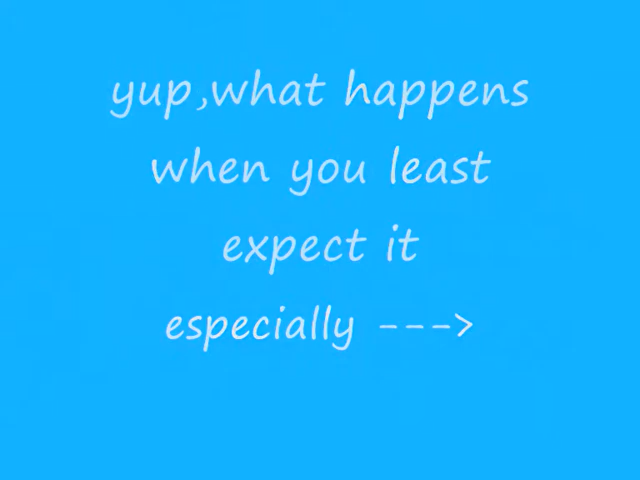 yup,what happens
when you least
expect it
especially --->